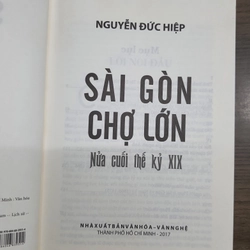 NGUYỄN ĐỨC HIỆP
SÀI GÒN
CHỢ LỚN
Nửa cuối thế kỷ XIX
NHÀ XUẤT BẢN VĂN HÓA - VĂN NGHỆ
THÀNH PHỐ HỒ CHÍ MINH - 2017